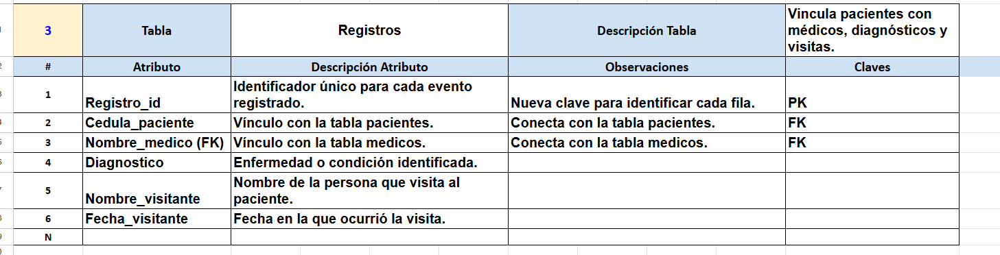 3 Tabla Registros Descripción Tabla Vincula pacientes con
médicos, diagnósticos y
visitas.
# Atributo Descripción Atributo Observaciones Claves
1 Registro_id Identificador único para cada evento
registrado. Nueva clave para identificar cada fila. PK
2 Cedula_paciente Vínculo con la tabla pacientes. Conecta con la tabla pacientes. FK
3 Nombre_medico (FK) Vínculo con la tabla medicos. Conecta con la tabla medicos. FK
4 Diagnostico Enfermedad o condición identificada.
5 Nombre_visitante Nombre de la persona que visita al
paciente.
6 Fecha_visitante Fecha en la que ocurrió la visita.
N